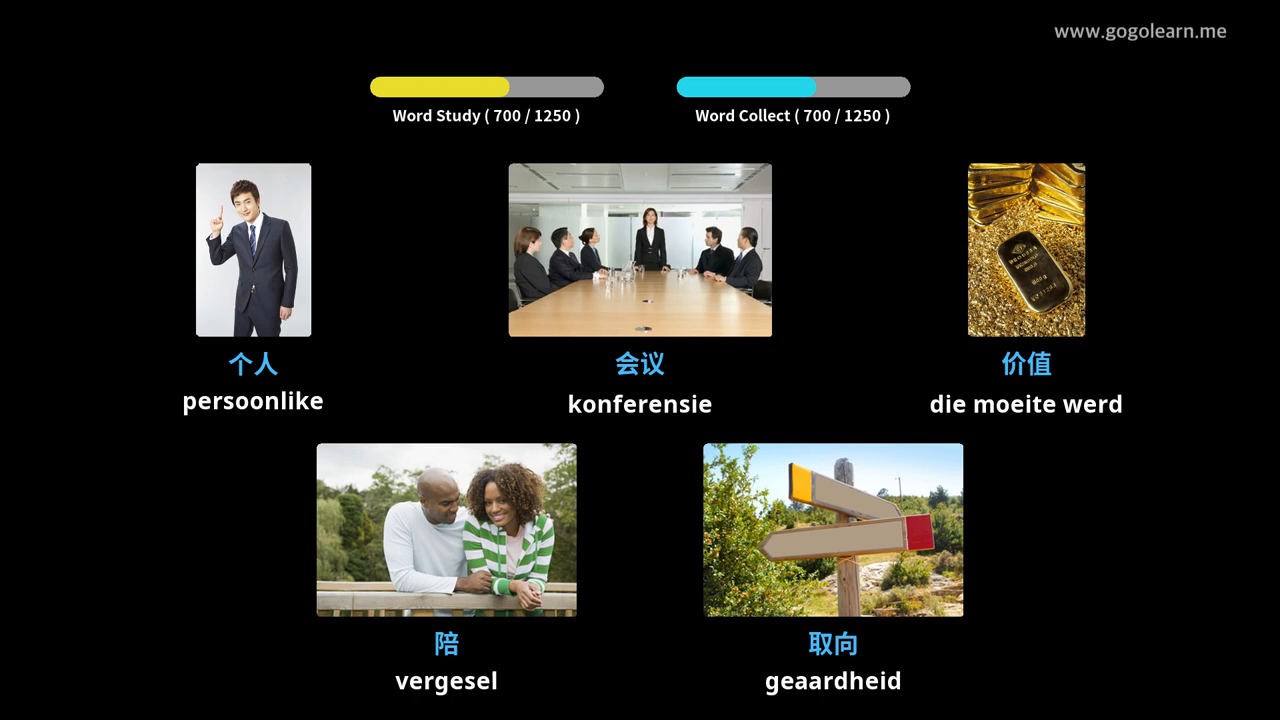 www.gogolearn.me
Word Study ( 700 / 1250 )
Word Collect ( 700 / 1250 )
个人
persoonlike
会议
konferensie
价值
die moeite werd
陪
vergesel
取向
geaardheid